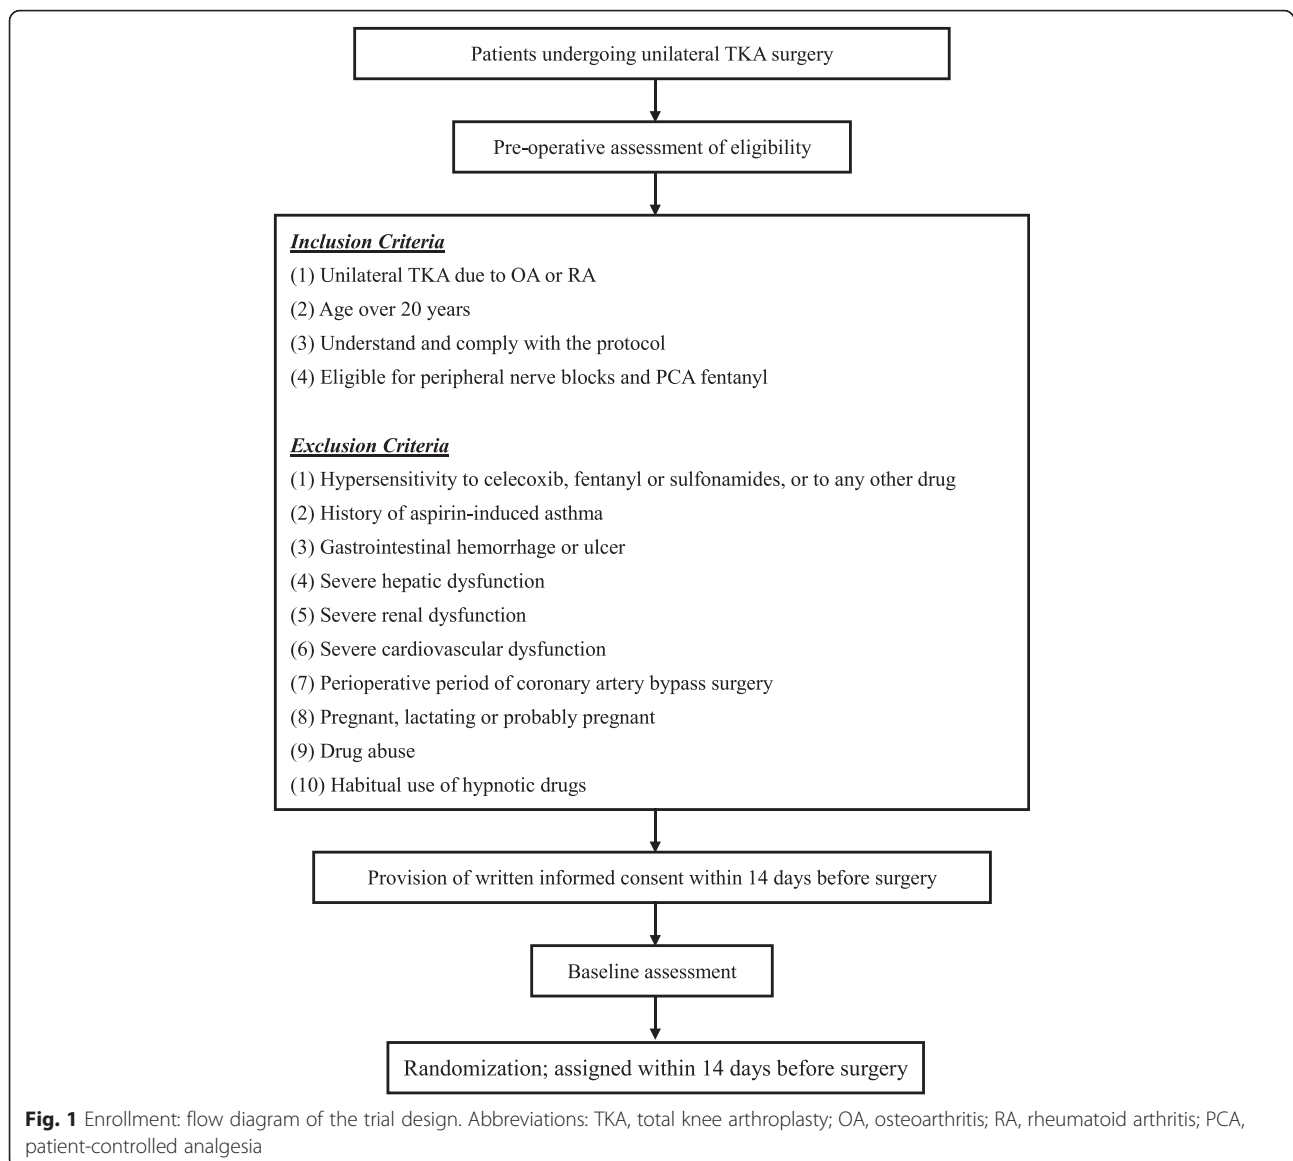 Patients undergoing unilateral TKA surgery
Pre-operative assessment of eligibility
Inclusion Criteria
(1) Unilateral TKA due to OA or RA
(2) Age over 20 years
(3) Understand and comply with the protocol
(4) Eligible for peripheral nerve blocks and PCA fentanyl
Exclusion Criteria
(1) Hypersensitivity to celecoxib, fentanyl or sulfonamides, or to any other drug
(2) History of aspirin-induced asthma
(3) Gastrointestinal hemorrhage or ulcer
(4) Severe hepatic dysfunction
(5) Severe renal dysfunction
(6) Severe cardiovascular dysfunction
(7) Perioperative period of coronary artery bypass surgery
(8) Pregnant, lactating or probably pregnant
(9) Drug abuse
(10) Habitual use of hypnotic drugs
Provision of written informed consent within 14 days before surgery
Baseline assessment
Randomization; assigned within 14 days before surgery
Fig. 1 Enrollment: flow diagram of the trial design. Abbreviations: TKA, total knee arthroplasty; OA, osteoarthritis; RA, rheumatoid arthritis; PCA,
patient-controlled analgesia